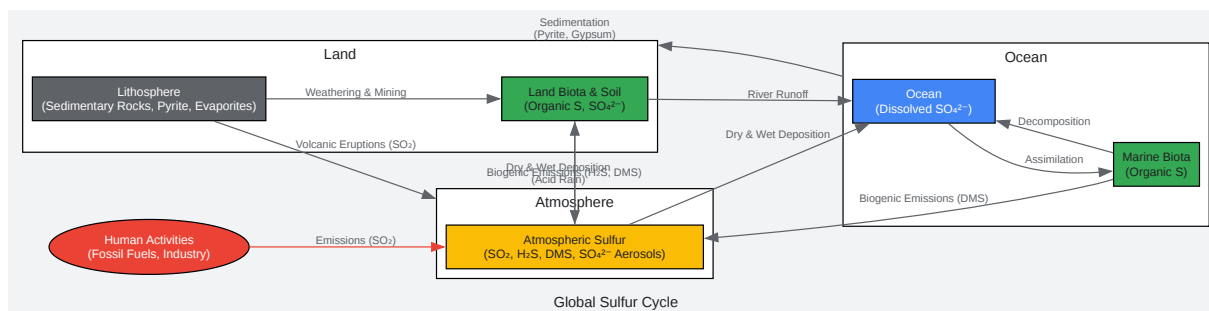 Sedimentation
(Pyrite, Gypsum)
Land
Ocean
Lithosphere
(Sedimentary Rocks, Pyrite, Evaporites)
Weathering & Mining
Land Biota & Soil
(Organic S, SO₄²⁻)
River Runoff
Ocean
(Dissolved SO₄²⁻)
Decomposition
Volcanic Eruptions (SO₂)
Dry & Wet Deposition
Assimilation
Marine Biota
(Organic S)
Dry & Wet Deposition
(Acid Rain)
Biogenic Emissions (H₂S, DMS)
Biogenic Emissions (DMS)
Atmosphere
Human Activities
(Fossil Fuels, Industry)
Emissions (SO₂)
Atmospheric Sulfur
(SO₂, H₂S, DMS, SO₄²⁻ Aerosols)
Global Sulfur Cycle